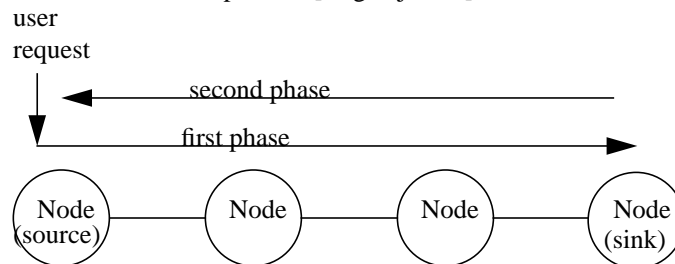 user
request
second phase
first phase
Node
(source)
Node
Node
Node
(sink)